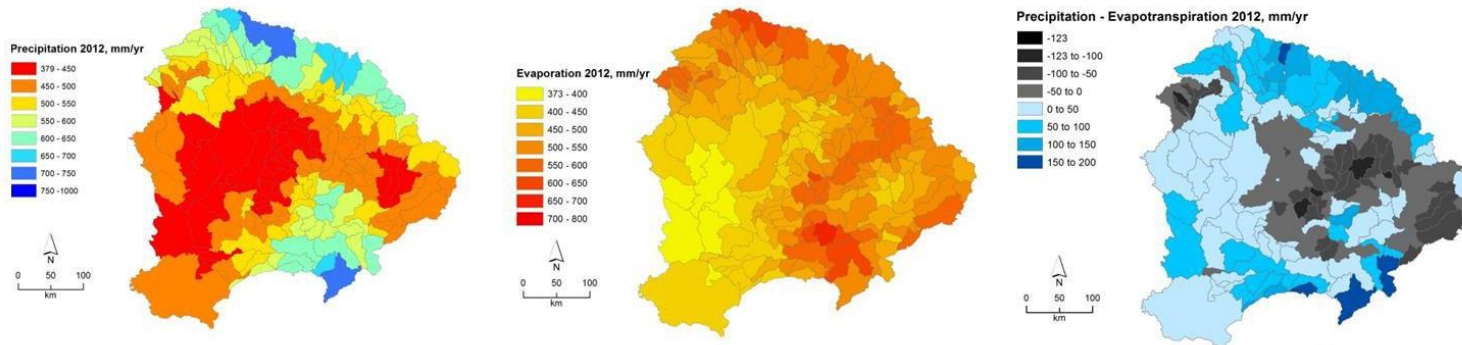 Precipitation 2012, mm/yr
379 - 450
450 - 500
500 - 550
550 - 600
600 - 650
650 - 700
700 - 750
750 -1000
N
0 50 100
km
Evaporation 2012, mm/yr
373 - 400
400 - 450
450 - 500
500 - 550
550 - 600
600 - 650
650 - 700
700 - 800
N
0 50 100
km
Precipitation - Evapotranspiration 2012, mm/yr
-123
-123 to -100
-100 to -50
-50 to 0
0 to 50
50 to 100
100 to 150
150 to 200
N
0 50 100
km